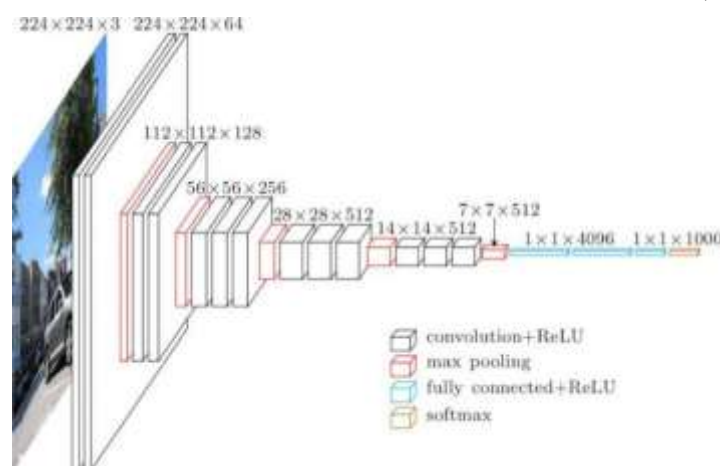 224×224×3
224×224×64
112×112×128
56×56×256
28×28×512
14×14×512
7×7×512
1×1×4096
1×1×1000
convolution+ReLU
max pooling
fully connected+ReLU
softmax